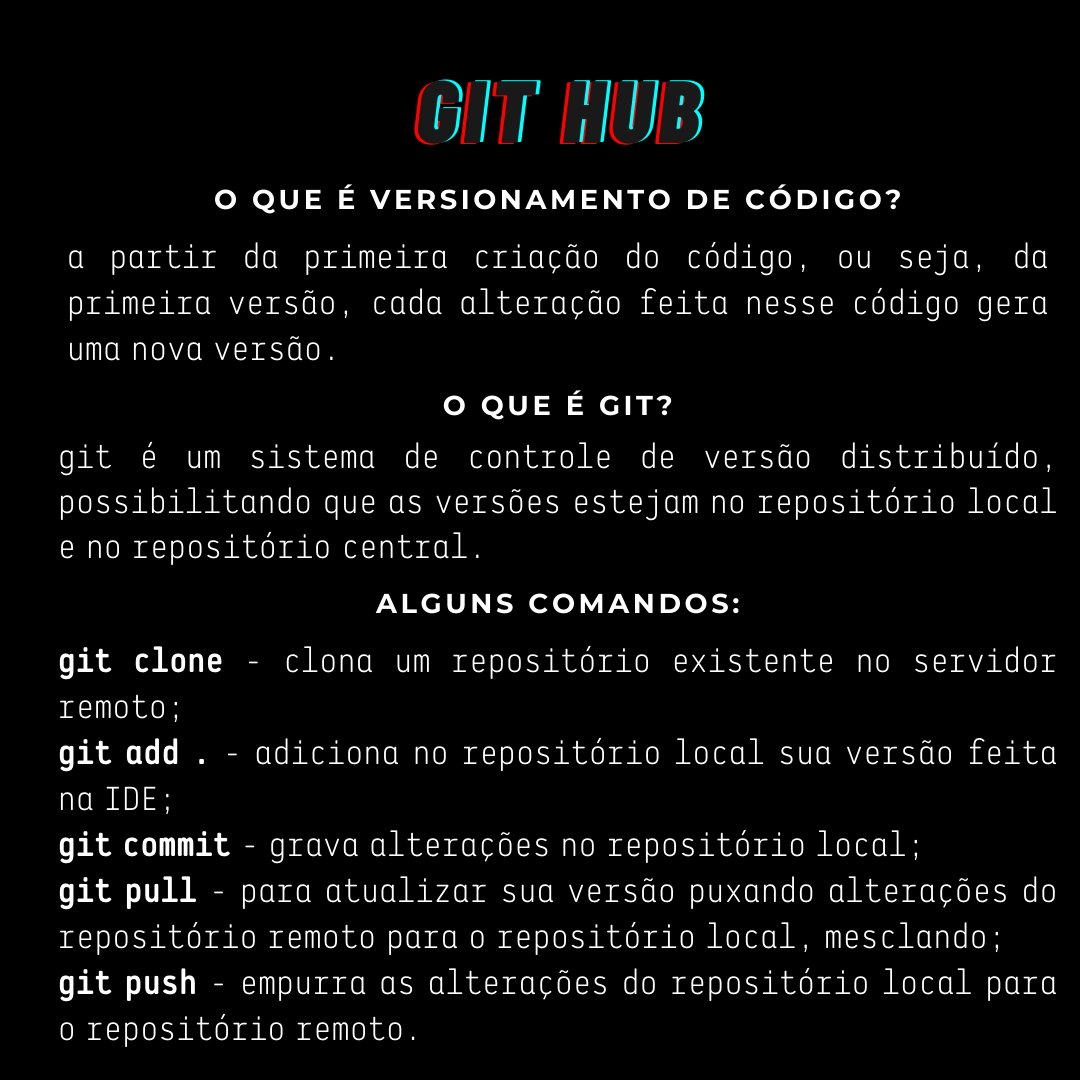 GIT HUB
O QUE É VERSIONAMENTO DE CÓDIGO?
a partir da primeira criação do código, ou seja, da
primeira versão, cada alteração feita nesse código gera
uma nova versão.
O QUE É GIT?
git é um sistema de controle de versão distribuído,
possibilitando que as versões estejam no repositório local
e no repositório central.
ALGUNS COMANDOS:
git clone - clona um repositório existente no servidor
remoto;
git add . - adiciona no repositório local sua versão feita
na IDE;
git commit - grava alterações no repositório local;
git pull - para atualizar sua versão puxando alterações do
repositório remoto para o repositório local, mesclando;
git push - empurra as alterações do repositório local para
o repositório remoto.